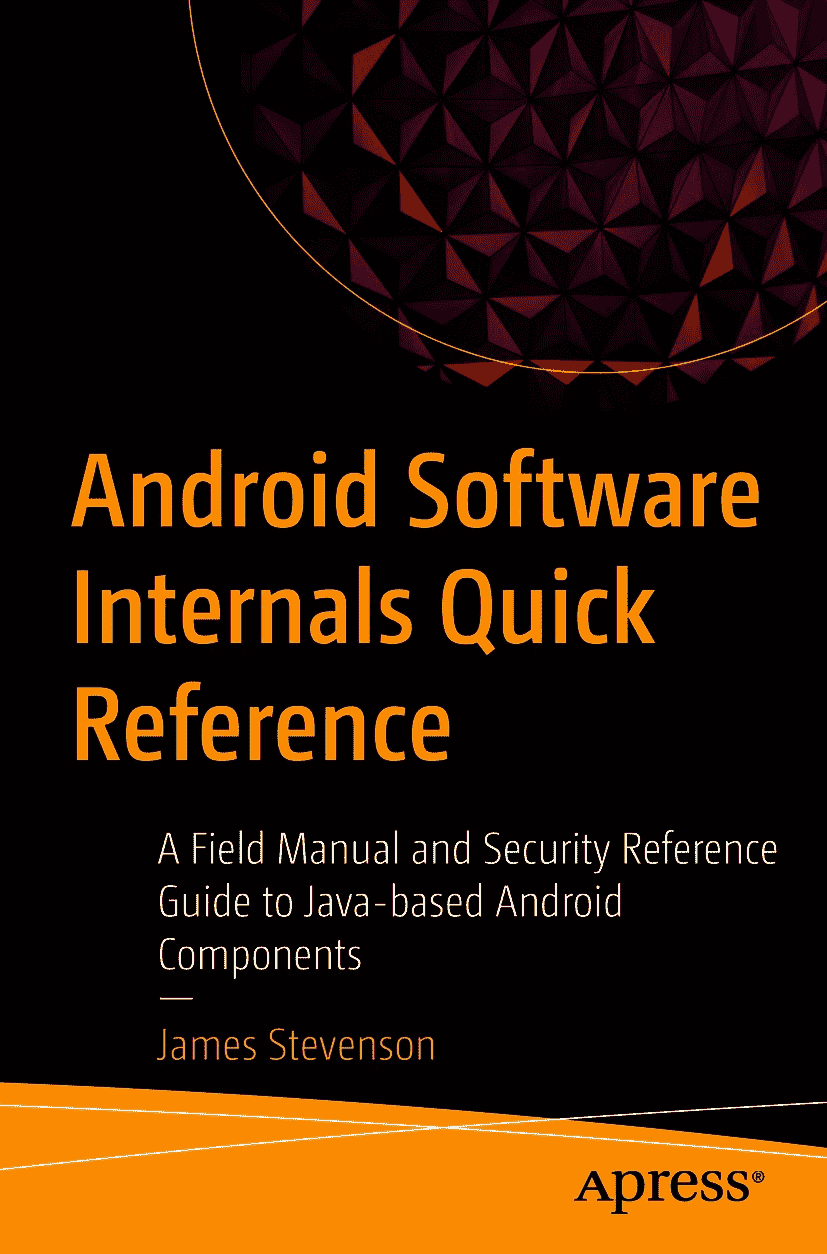 Android Software
Internals Quick
Reference
A Field Manual and Security Reference
Guide to Java-based Android
Components
—
James Stevenson
Apress®